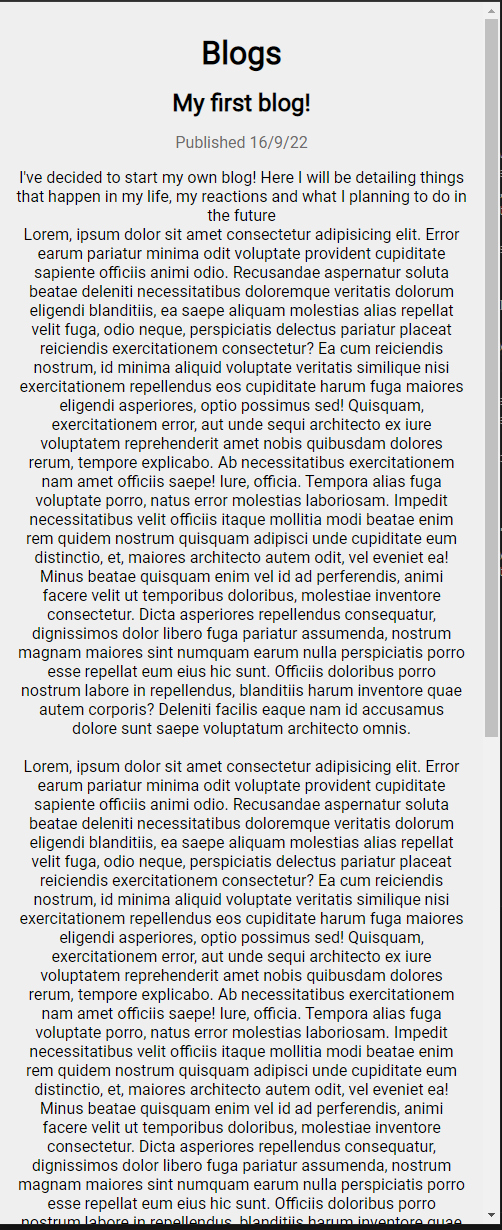 Blogs
My first blog!
Published 16/9/22
I've decided to start my own blog! Here I will be detailing things
that happen in my life, my reactions and what I planning to do in
the future
Lorem, ipsum dolor sit amet consectetur adipisicing elit. Error
earum pariatur minima odit voluptate provident cupiditate
sapiente officiis animi odio. Recusandae aspernatur soluta
beatae deleniti necessitatibus doloremque veritatis dolorum
eligendi blanditiis, ea saepe aliquam molestias alias repellat
velit fuga, odio neque, perspiciatis delectus pariatur placeat
reiciendis exercitationem consectetur? Ea cum reiciendis
nostrum, id minima aliquid voluptate veritatis similique nisi
exercitationem repellendus eos cupiditate harum fuga maiores
eligendi asperiores, optio possimus sed! Quisquam,
exercitationem error, aut unde sequi architecto ex iure
voluptatem reprehenderit amet nobis quibusdam dolores
rerum, tempore explicabo. Ab necessitatibus exercitationem
nam amet officiis saepe! Iure, officia. Tempora alias fuga
voluptate porro, natus error molestias laboriosam. Impedit
necessitatibus velit officiis itaque mollitia modi beatae enim
rem quidem nostrum quisquam adipisci unde cupiditate eum
distinctio, et, maiores architecto autem odit, vel eveniet ea!
Minus beatae quisquam enim vel id ad perferendis, animi
facere velit ut temporibus doloribus, molestiae inventore
consectetur. Dicta asperiores repellendus consequatur,
dignissimos dolor libero fuga pariatur assumenda, nostrum
magnam maiores sint numquam earum nulla perspiciatis porro
esse repellat eum eius hic sunt. Officiis doloribus porro
nostrum labore in repellendus, blanditiis harum inventore quae
autem corporis? Deleniti facilis eaque nam id accusamus
dolore sunt saepe voluptatum architecto omnis.
Lorem, ipsum dolor sit amet consectetur adipisicing elit. Error
earum pariatur minima odit voluptate provident cupiditate
sapiente officiis animi odio. Recusandae aspernatur soluta
beatae deleniti necessitatibus doloremque veritatis dolorum
eligendi blanditiis, ea saepe aliquam molestias alias repellat
velit fuga, odio neque, perspiciatis delectus pariatur placeat
reiciendis exercitationem consectetur? Ea cum reiciendis
nostrum, id minima aliquid voluptate veritatis similique nisi
exercitationem repellendus eos cupiditate harum fuga maiores
eligendi asperiores, optio possimus sed! Quisquam,
exercitationem error, aut unde sequi architecto ex iure
voluptatem reprehenderit amet nobis quibusdam dolores
rerum, tempore explicabo. Ab necessitatibus exercitationem
nam amet officiis saepe! Iure, officia. Tempora alias fuga
voluptate porro, natus error molestias laboriosam. Impedit
necessitatibus velit officiis itaque mollitia modi beatae enim
rem quidem nostrum quisquam adipisci unde cupiditate eum
distinctio, et, maiores architecto autem odit, vel eveniet ea!
Minus beatae quisquam enim vel id ad perferendis, animi
facere velit ut temporibus doloribus, molestiae inventore
consectetur. Dicta asperiores repellendus consequatur,
dignissimos dolor libero fuga pariatur assumenda, nostrum
magnam maiores sint numquam earum nulla perspiciatis porro
esse repellat eum eius hic sunt. Officiis doloribus porro
nostrum labore in repellendus, blanditiis harum inventore quae